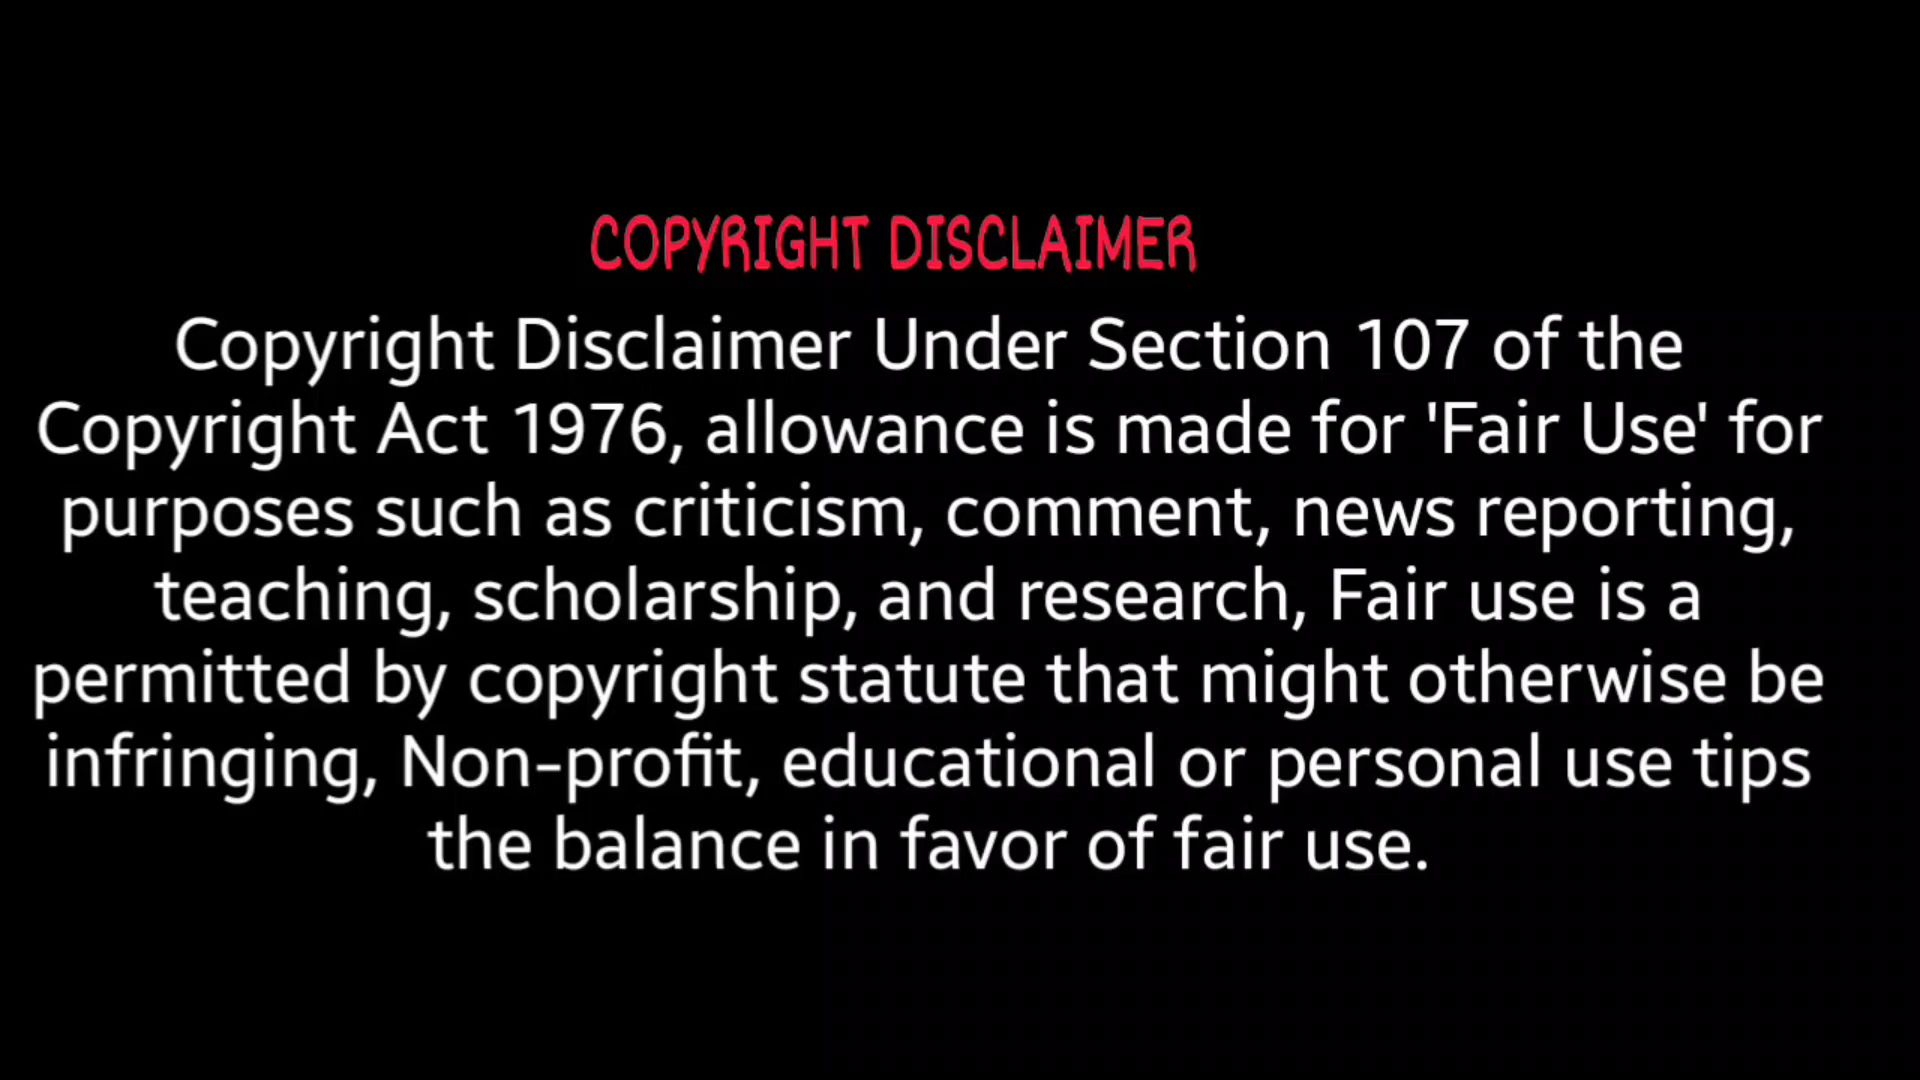 COPYRIGHT DISCLAIMER
Copyright Disclaimer Under Section 107 of the
Copyright Act 1976, allowance is made for 'Fair Use' for
purposes such as criticism, comment, news reporting,
teaching, scholarship, and research, Fair use is a
permitted by copyright statute that might otherwise be
infringing, Non-profit, educational or personal use tips
the balance in favor of fair use.